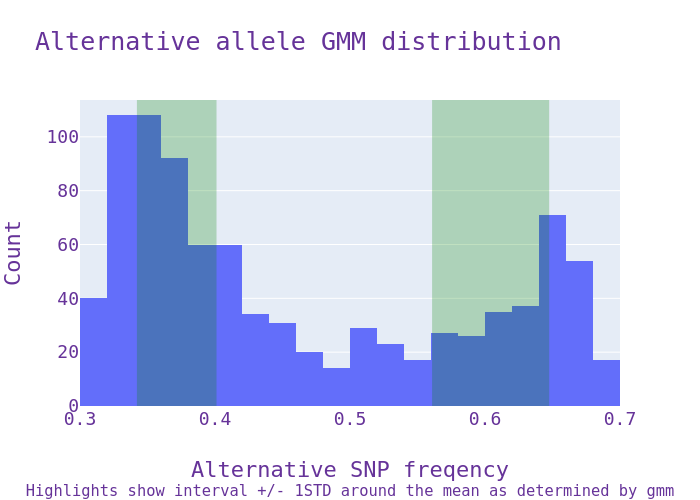 Alternative allele GMM distribution
Count
100
80
60
40
20
0
0.3 0.4 0.5 0.6 0.7
Alternative SNP freqency
Highlights show interval +/- 1STD around the mean as determined by gmm